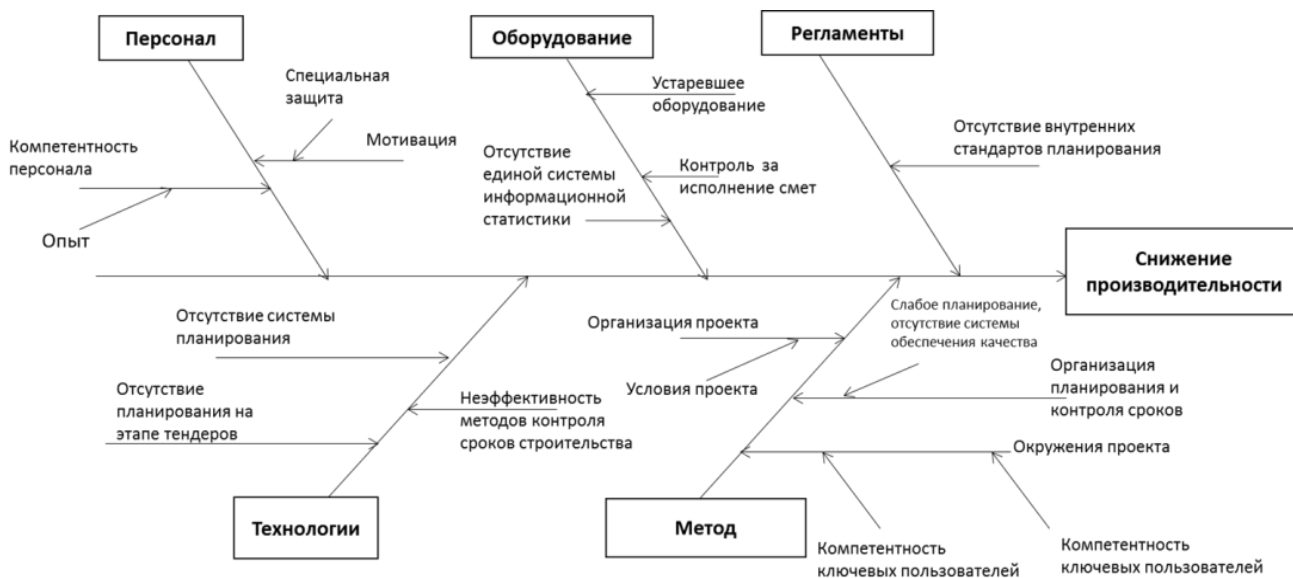 Персонал
Оборудование
Регламенты
Специальная
защита
Мотивация
Компетентность
персонала
Опыт
Устаревшее
оборудование
Отсутствие
единой системы
информационной
статистики
Контроль за
исполнение смет
Отсутствие внутренних
стандартов планирования
Снижение
производительности
Отсутствие системы
планирования
Отсутствие
планирования на
этапе тендеров
Неэффективность
методов контроля
сроков строительства
Организация проекта
Условия проекта
Слабое планирование,
отсутствие системы
обеспечения качества
Организация
планирования и
контроля сроков
Окружения проекта
Технологии
Метод
Компетентность
ключевых пользователей
Компетентность
ключевых пользователей